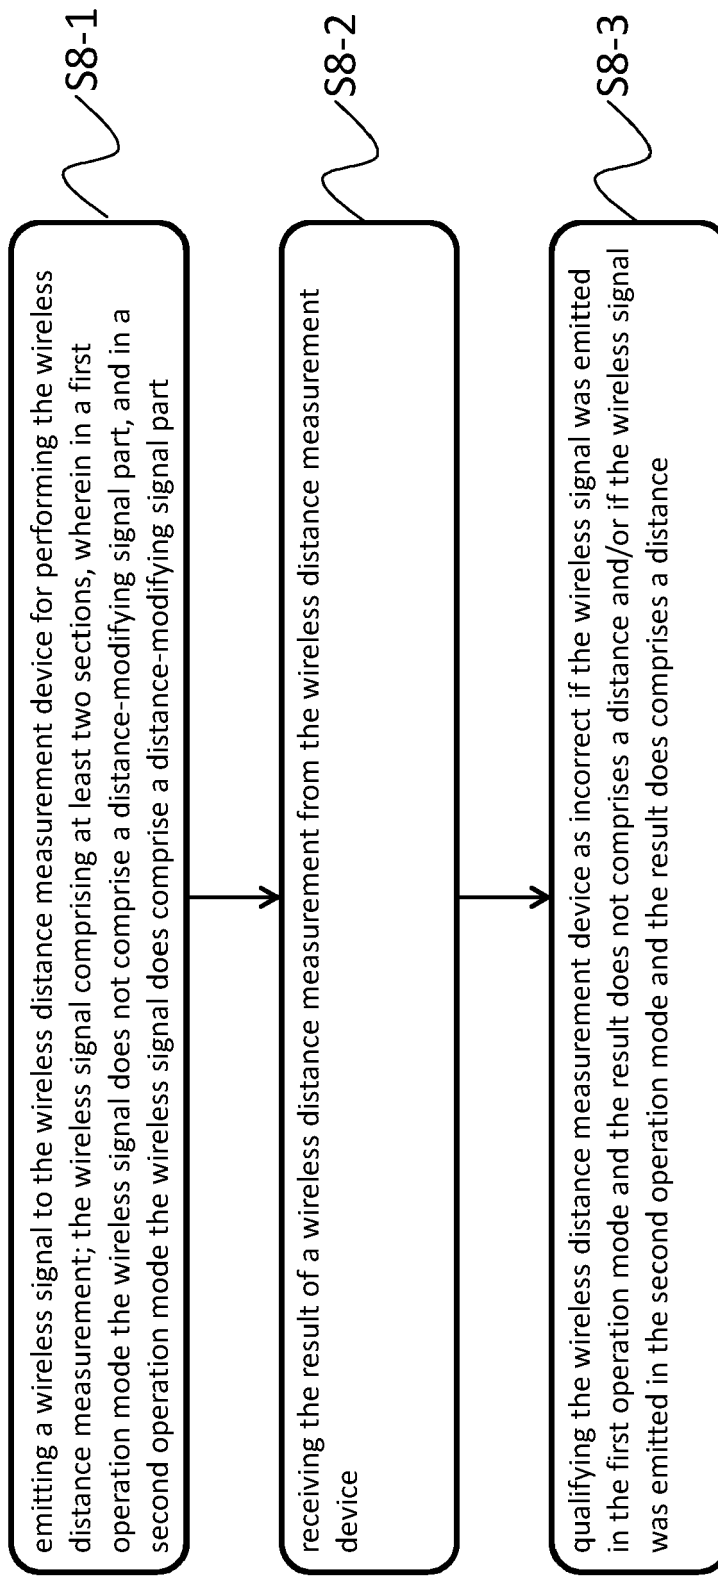 emitting a wireless signal to the wireless distance measurement device for performing the wireless
distance measurement; the wireless signal comprising at least two sections, wherein in a first
operation mode the wireless signal does not comprise a distance-modifying signal part, and in a
second operation mode the wireless signal does comprise a distance-modifying signal part
S8-1
receiving the result of a wireless distance measurement from the wireless distance measurement
device
S8-2
qualifying the wireless distance measurement device as incorrect if the wireless signal was emitted
in the first operation mode and the result does not comprises a distance and/or if the wireless signal
was emitted in the second operation mode and the result does comprises a distance
S8-3